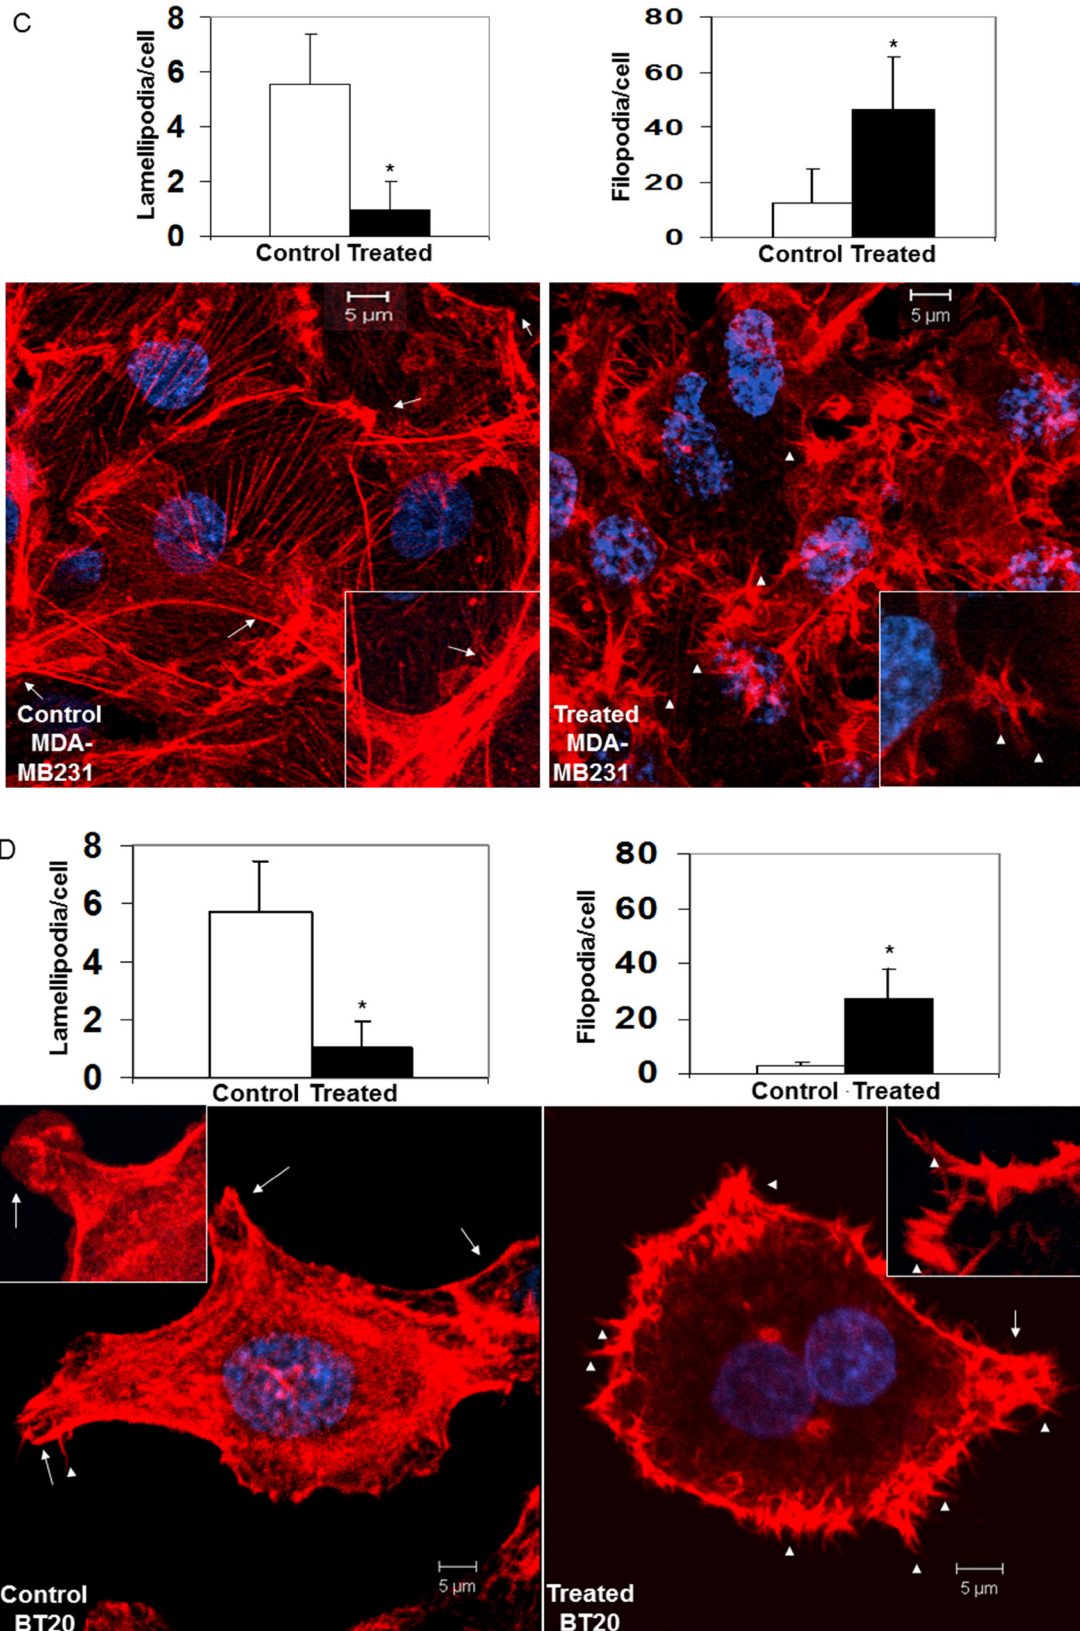 C
Lamellipodia/cell
8
6
4
2
0
*
Control Treated
Filopodia/cell
80
60
40
20
0
*
Control Treated
5 µm
Control
MDA-
MB231
5 µm
Treated
MDA-
MB231
D
Lamellipodia/cell
8
6
4
2
0
*
Control Treated
Filopodia/cell
80
60
40
20
0
*
Control Treated
5 µm
Control
BT20
5 µm
Treated
BT20